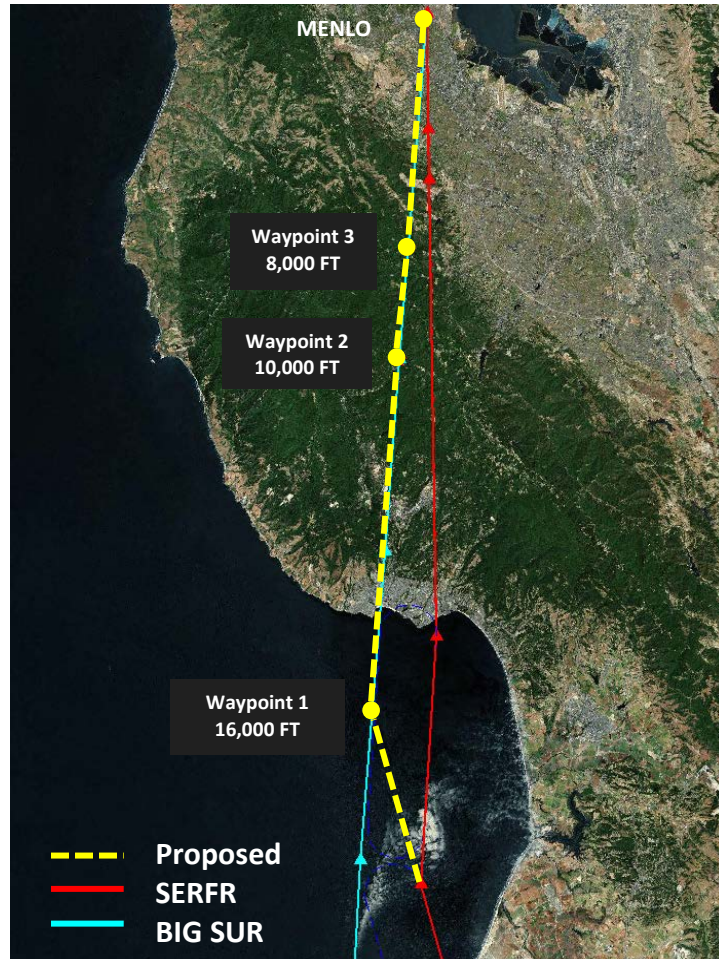 MENLO
Waypoint 3
8,000 FT
Waypoint 2
10,000 FT
Waypoint 1
16,000 FT
Proposed
SERFR
BIG SUR